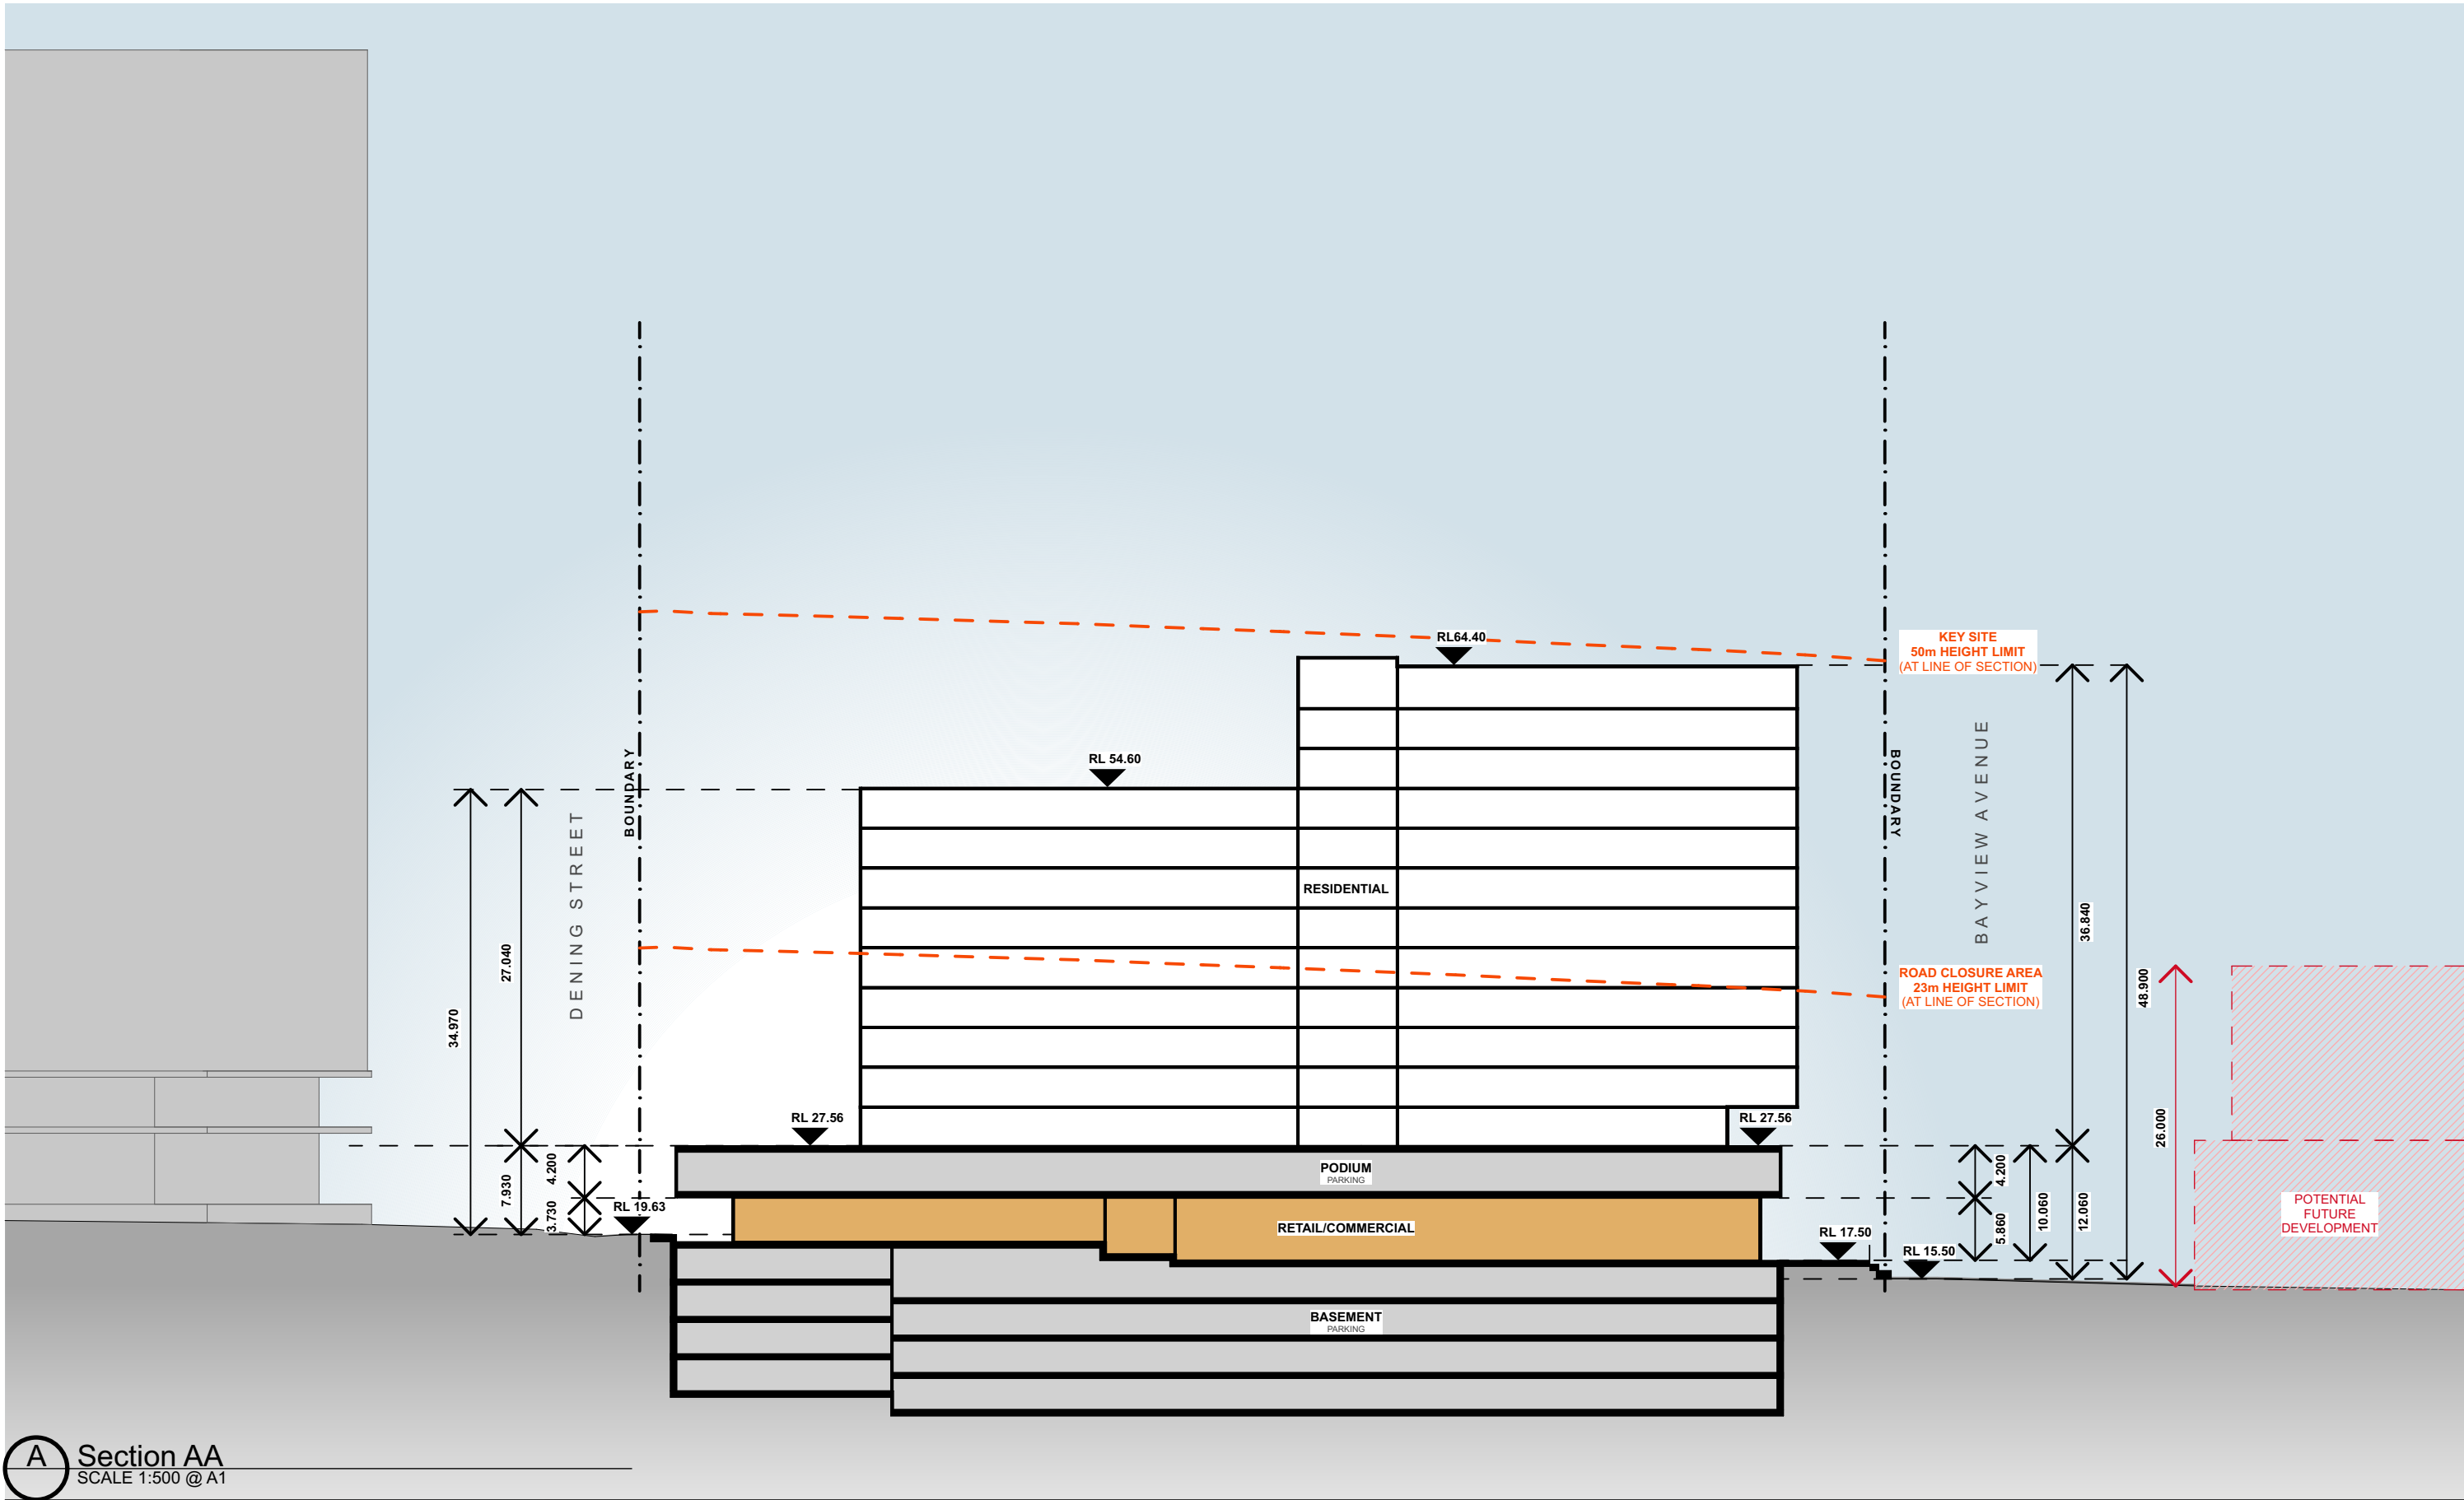 RL64.40
KEY SITE
50m HEIGHT LIMIT
(AT LINE OF SECTION)
RL 54.60
BOUNDARY
BOUNDARY
DENING STREET
BAYVIEW AVENUE
RESIDENTIAL
27.040
34.970
36.840
48.900
ROAD CLOSURE AREA
23m HEIGHT LIMIT
(AT LINE OF SECTION)
RL 27.56
RL 27.56
26.000
4.200
7.930
3.730
PODIUM
PARKING
4.200
5.860
10.060
12.060
RL 19.63
RETAIL/COMMERCIAL
RL 17.50
RL 15.50
POTENTIAL
FUTURE
DEVELOPMENT
BASEMENT
PARKING
A
Section AA
SCALE 1:500 @ A1